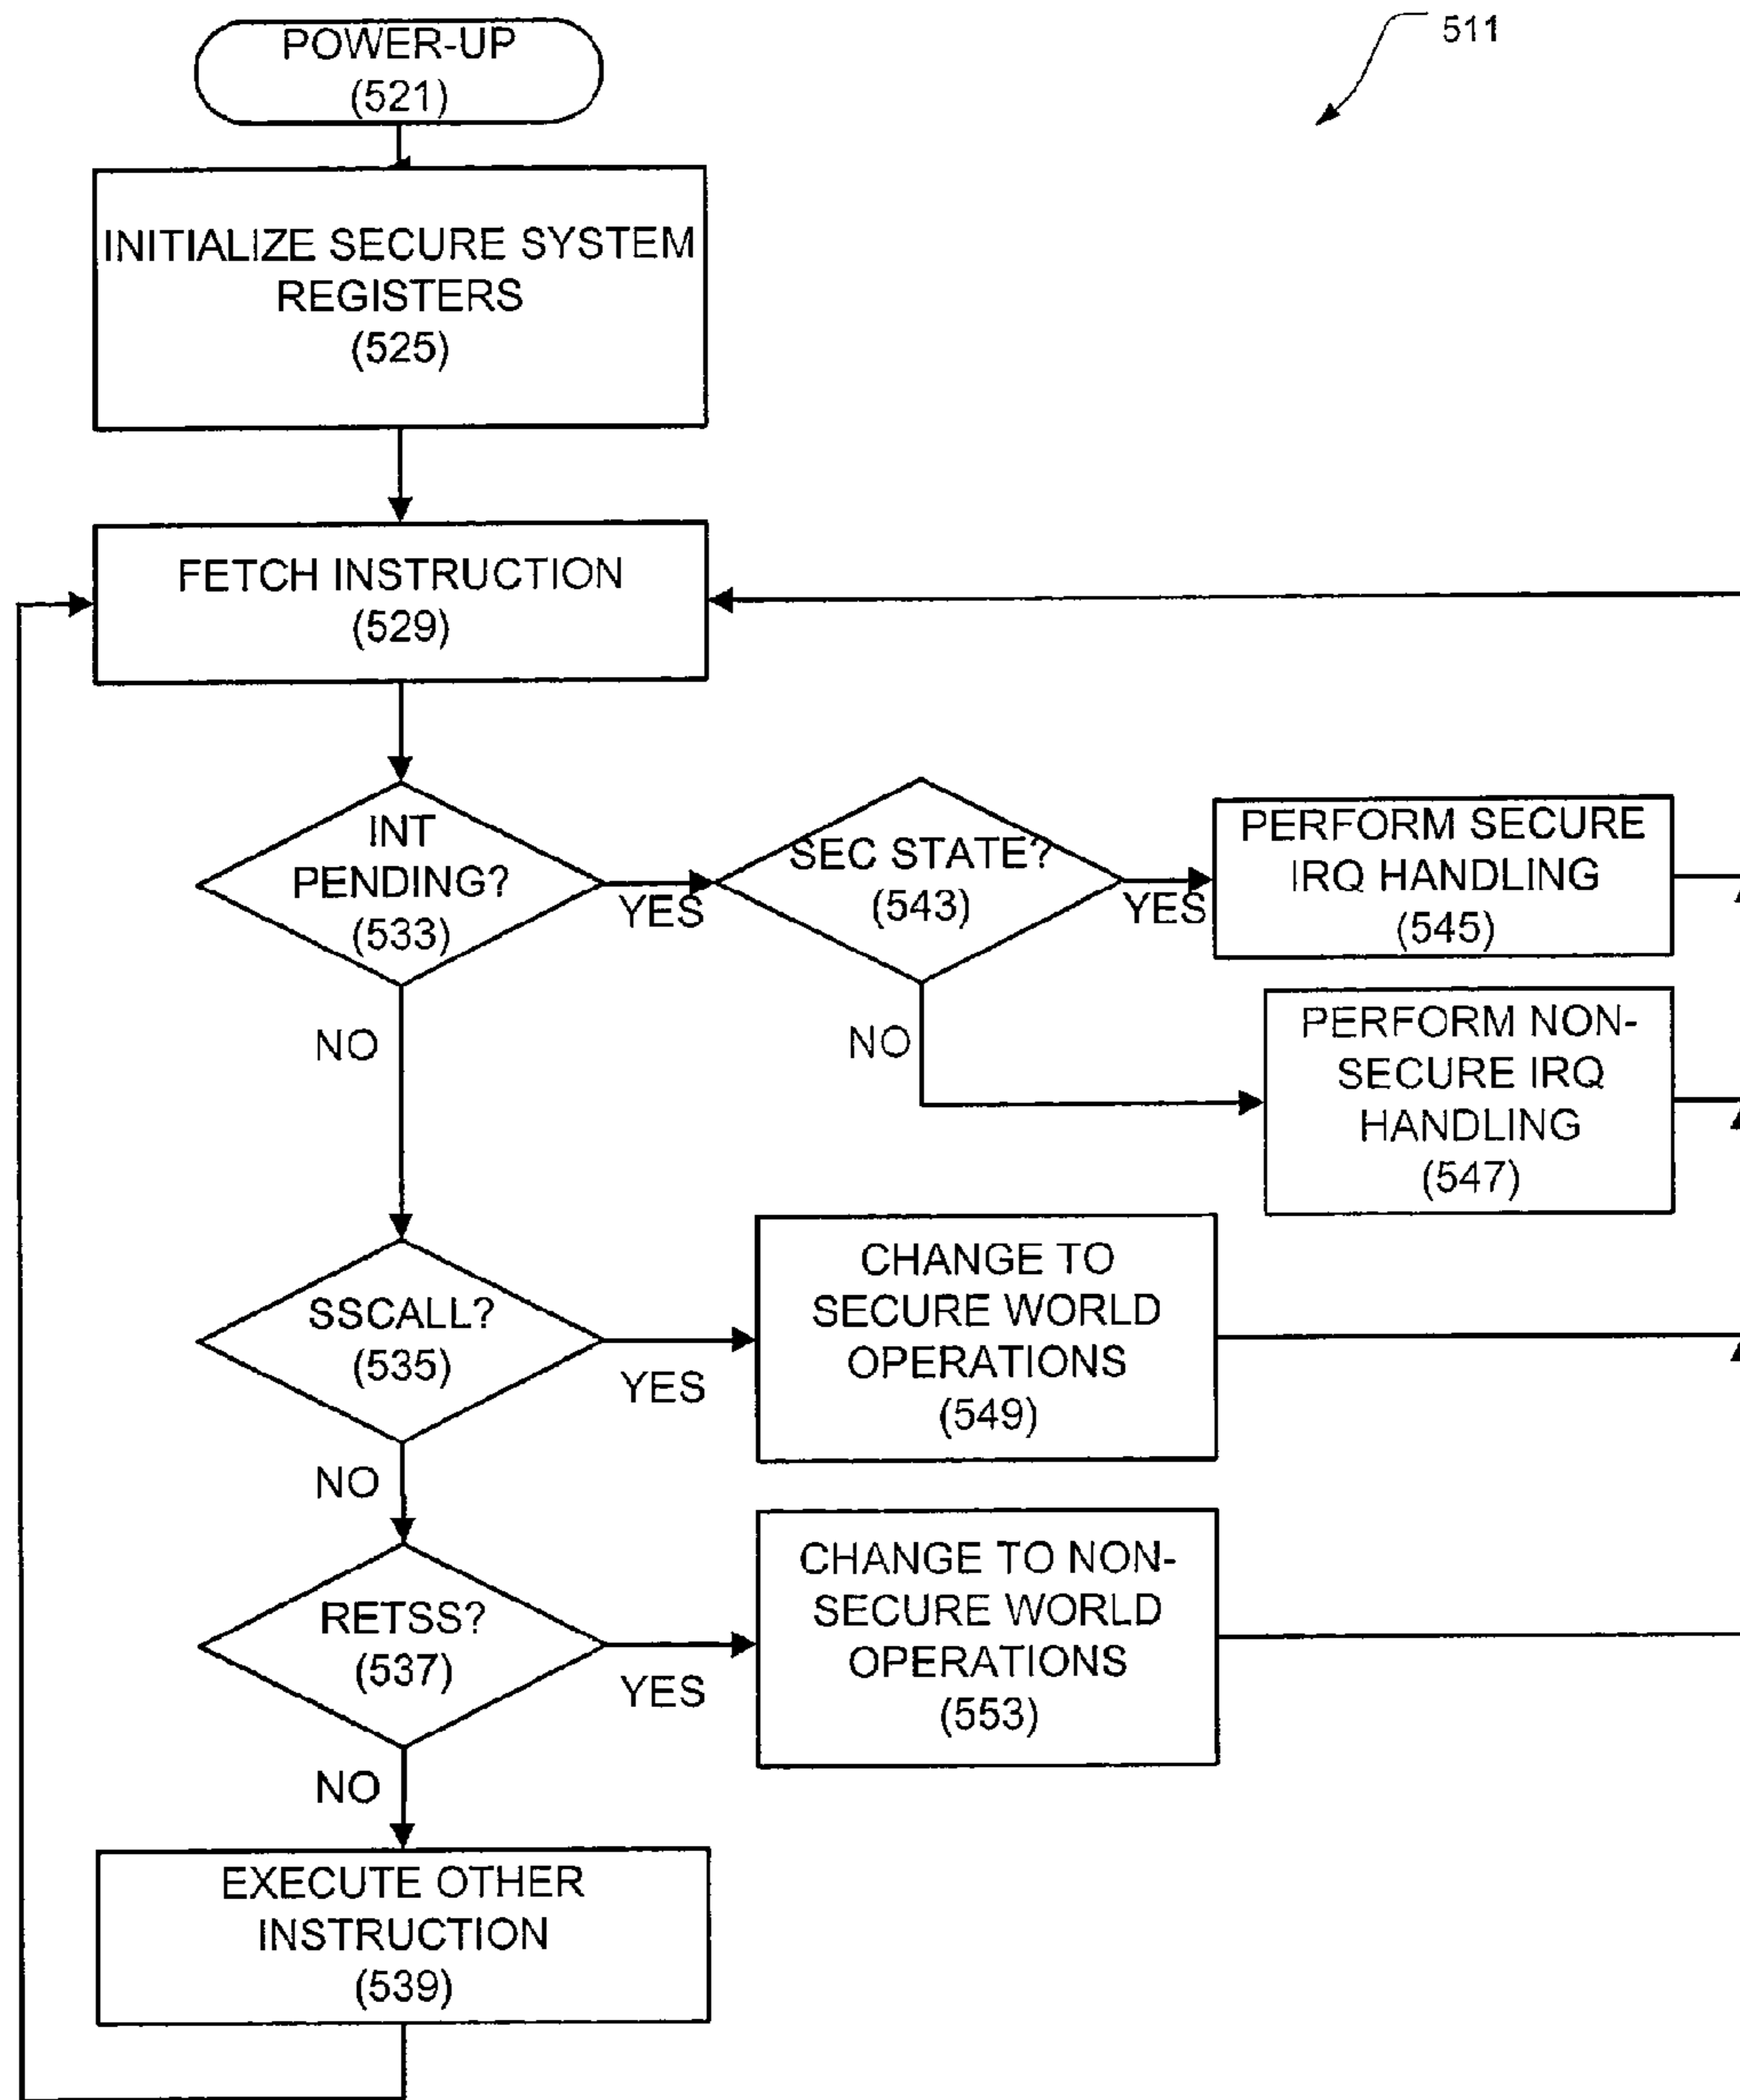 511
POWER-UP
(521)
INITIALIZE SECURE SYSTEM
REGISTERS
(525)
FETCH INSTRUCTION
(529)
INT
PENDING?
(533)
YES
NO
SEC STATE?
(543)
YES
NO
PERFORM SECURE
IRQ HANDLING
(545)
PERFORM NON-
SECURE IRQ
HANDLING
(547)
SSCALL?
(535)
YES
NO
CHANGE TO
SECURE WORLD
OPERATIONS
(549)
RETSS?
(537)
YES
NO
CHANGE TO NON-
SECURE WORLD
OPERATIONS
(553)
EXECUTE OTHER
INSTRUCTION
(539)